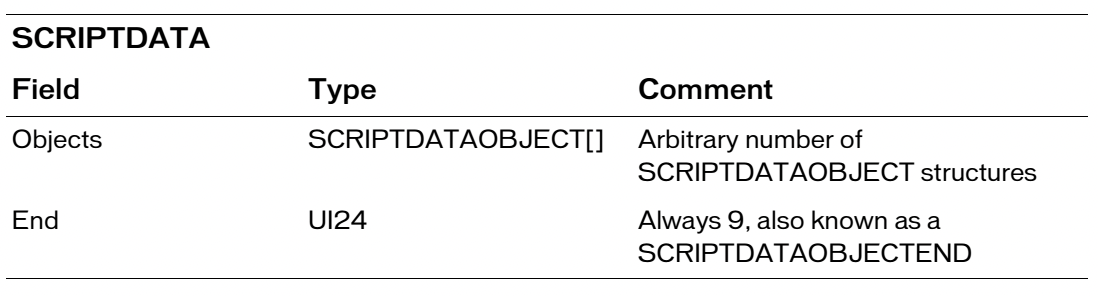 SCRIPTDATA
Field Type Comment
Objects SCRIPTDATAOBJECT[] Arbitrary number of
SCRIPTDATAOBJECT structures
End UI24 Always 9, also known as a
SCRIPTDATAOBJECTEND